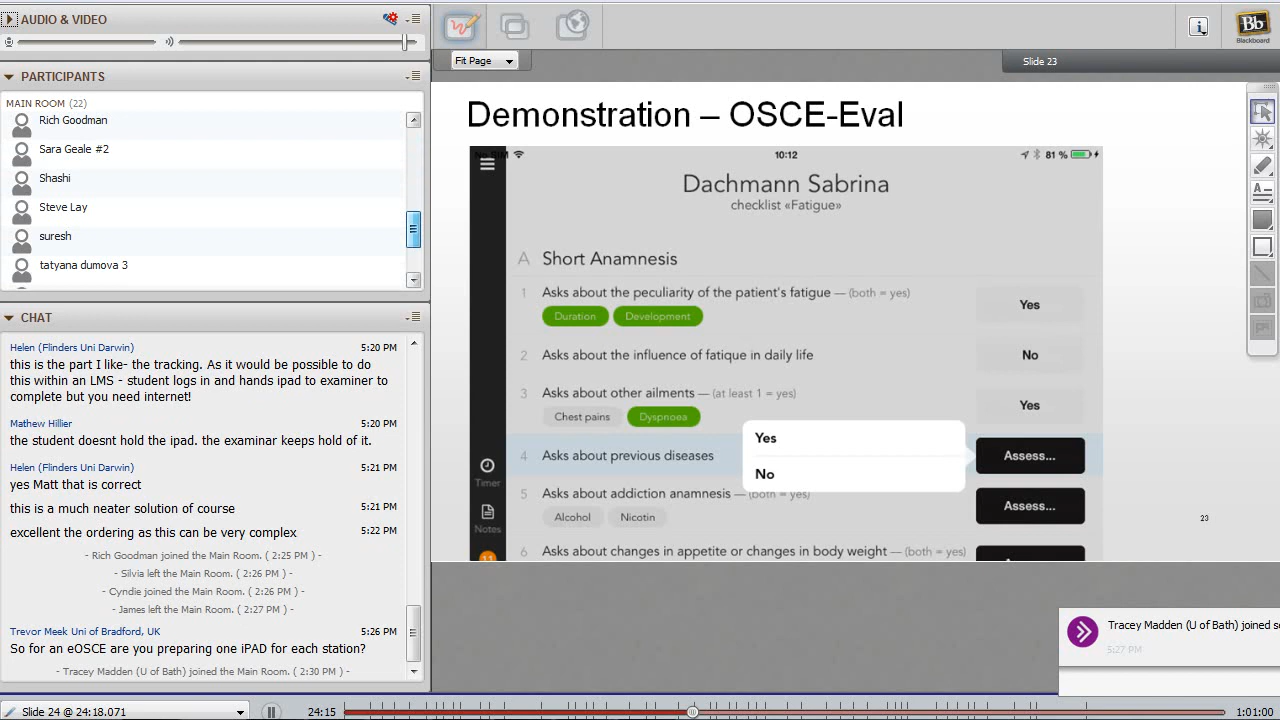 AUDIO & VIDEO
PARTICIPANTS
MAIN ROOM (22)
Rich Goodman
Sara Geale #2
Shashi
Steve Lay
suresh
tatyana dumova 3
CHAT
Helen (Flinders Uni Darwin) 5:20 PM
this is the part I like- the tracking. As it would be possible to do
this within an LMS - student logs in and hands ipad to examiner to
complete but you need internet!
Mathew Hillier 5:20 PM
the student doesnt hold the ipad. the examiner keeps hold of it.
Helen (Flinders Uni Darwin) 5:21 PM
yes Matt that is correct
this is a much neater solution of course 5:21 PM
excellent the ordering as this can bevery complex 5:22 PM
- Rich Goodman joined the Main Room. ( 2:25 PM ) -
- Silvia left the Main Room. ( 2:26 PM ) -
- Cyndie joined the Main Room. ( 2:26 PM ) -
- James left the Main Room. ( 2:27 PM ) -
Trevor Meek Uni of Bradford, UK 5:26 PM
So for an eOSCE are you preparing one iPAD for each station?
- Tracey Madden (U of Bath) joined the Main Room. ( 2:30 PM ) -
Slide 24 @ 24:18.071
24:15
1:01:00
Fit Page
Slide 23
Bb
Blackboard
Demonstration – OSCE-Eval
10:12
81 %
Dachmann Sabrina
checklist «Fatigue»
A Short Anamnesis
1 Asks about the peculiarity of the patient's fatigue — (both = yes) Yes
Duration Development
2 Asks about the influence of fatique in daily life No
3 Asks about other ailments — (at least 1 = yes) Yes
Chest pains Dyspnoea
Yes
4 Asks about previous diseases Assess...
No
5 Asks about addiction anamnesis — (both = yes) Assess...
Alcohol Nicotin
6 Asks about changes in appetite or changes in body weight — (both = yes)
Timer
Notes
11
23
Tracey Madden (U of Bath) joined
5:27 PM